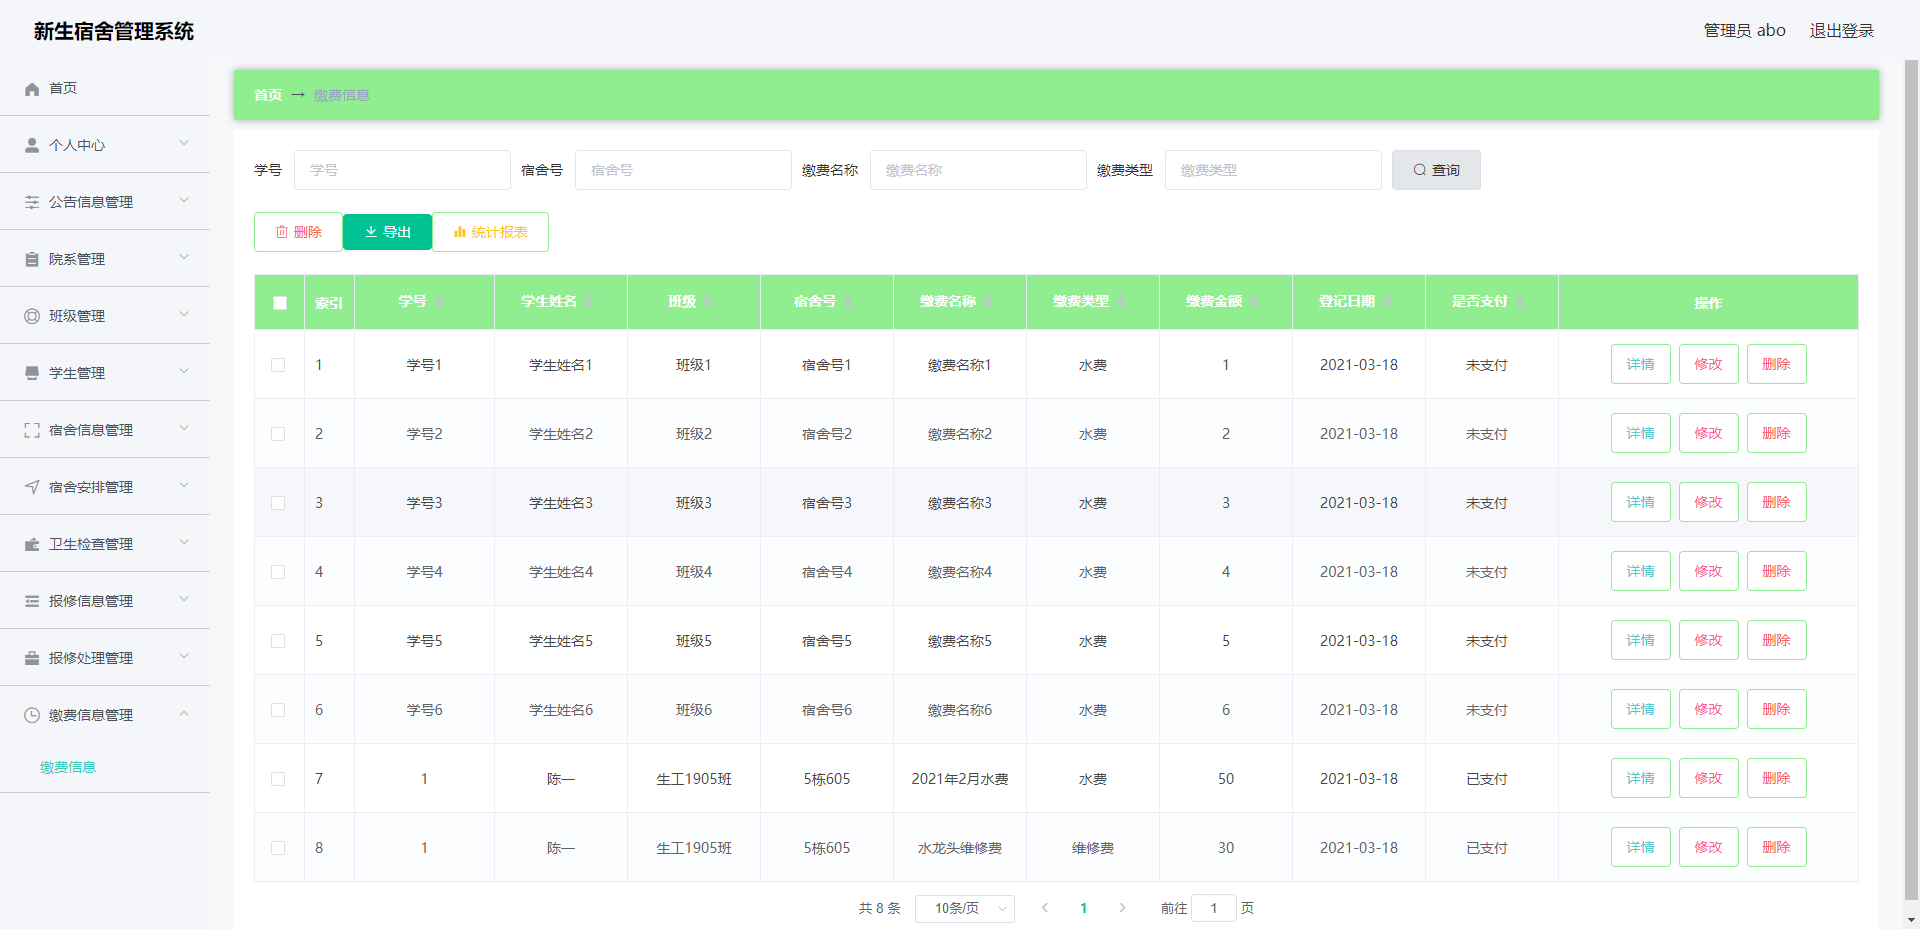 新生宿舍管理系统
管理员 abo 退出登录
首页
个人中心
公告信息管理
院系管理
班级管理
学生管理
宿舍信息管理
宿舍安排管理
卫生检查管理
报修信息管理
报修处理管理
缴费信息管理
缴费信息
首页 → 缴费信息
学号 学号 宿舍号 宿舍号 缴费名称 缴费名称 缴费类型 缴费类型 查询
删除 导出 统计报表
索引 学号 学生姓名 班级 宿舍号 缴费名称 缴费类型 缴费金额 登记日期 是否支付 操作
1 学号1 学生姓名1 班级1 宿舍号1 缴费名称1 水费 1 2021-03-18 未支付 详情 修改 删除
2 学号2 学生姓名2 班级2 宿舍号2 缴费名称2 水费 2 2021-03-18 未支付 详情 修改 删除
3 学号3 学生姓名3 班级3 宿舍号3 缴费名称3 水费 3 2021-03-18 未支付 详情 修改 删除
4 学号4 学生姓名4 班级4 宿舍号4 缴费名称4 水费 4 2021-03-18 未支付 详情 修改 删除
5 学号5 学生姓名5 班级5 宿舍号5 缴费名称5 水费 5 2021-03-18 未支付 详情 修改 删除
6 学号6 学生姓名6 班级6 宿舍号6 缴费名称6 水费 6 2021-03-18 未支付 详情 修改 删除
7 1 陈一 生工1905班 5栋605 2021年2月水费 水费 50 2021-03-18 已支付 详情 修改 删除
8 1 陈一 生工1905班 5栋605 水龙头维修费 维修费 30 2021-03-18 已支付 详情 修改 删除
共 8 条 10条/页 1 前往 1 页